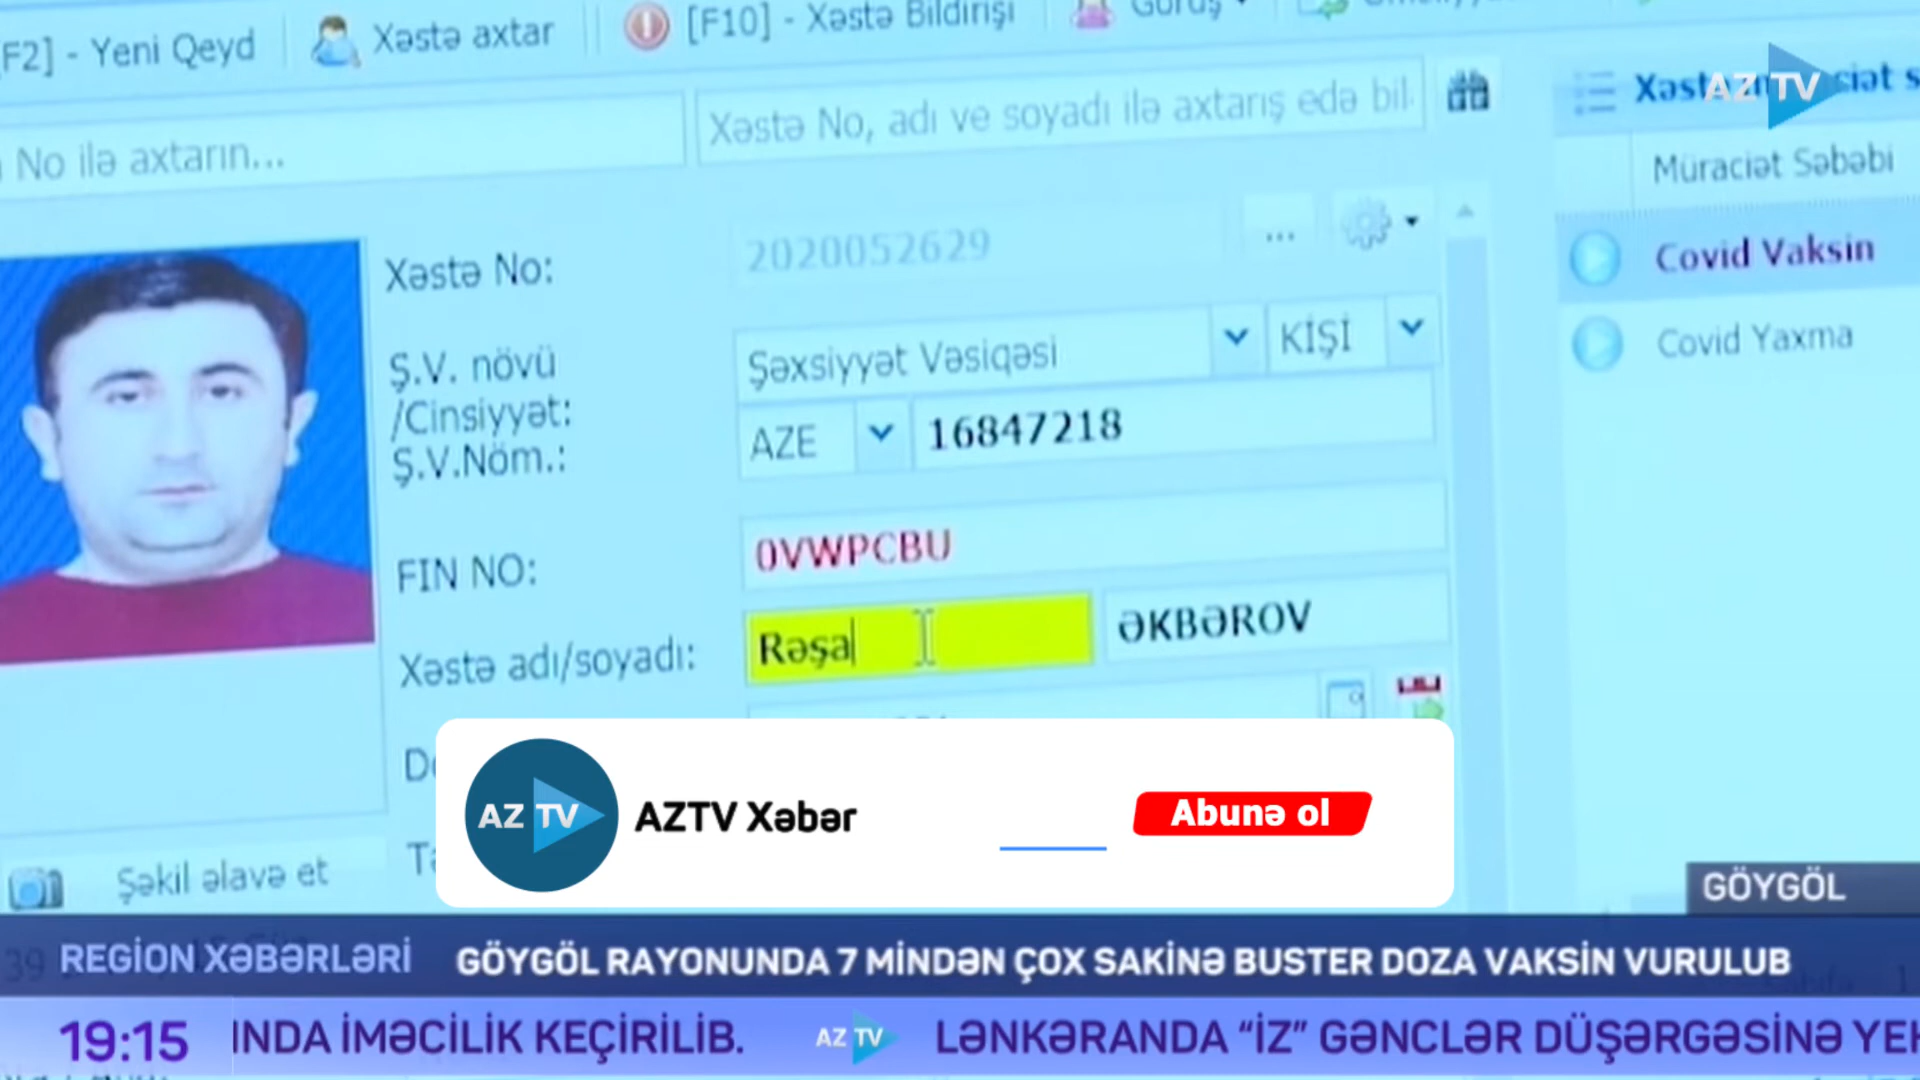 [F2] - Yeni Qeyd
Xəstə axtar
[F10] - Xəstə Bildirişi
Görüş
No ilə axtarın...
Xəstə No, adı ve soyadı ilə axtarış edə bil.
AZTV
Müraciət Səbəbi
Covid Vaksin
Covid Yaxma
Xəstə No:
2020052629
Ş.V. növü
/Cinsiyyət:
Şəxsiyyət Vəsiqəsi
KİŞİ
Ş.V.Nöm.:
AZE
16847218
FIN NO:
0VWPCBU
Xəstə adı/soyadı:
Rəşa
ƏKBƏROV
Şəkil əlavə et
AZTV
AZTV Xəbər
Abunə ol
GÖYGÖL
REGİON XƏBƏRLƏRİ
GÖYGÖL RAYONUNDA 7 MİNDƏN ÇOX SAKİNƏ BUSTER DOZA VAKSİN VURULUB
19:15
INDA İMƏCİLİK KEÇİRİLİB.
AZTV
LƏNKƏRANDA “İZ” GƏNCLƏR DÜŞƏRGƏSİNƏ